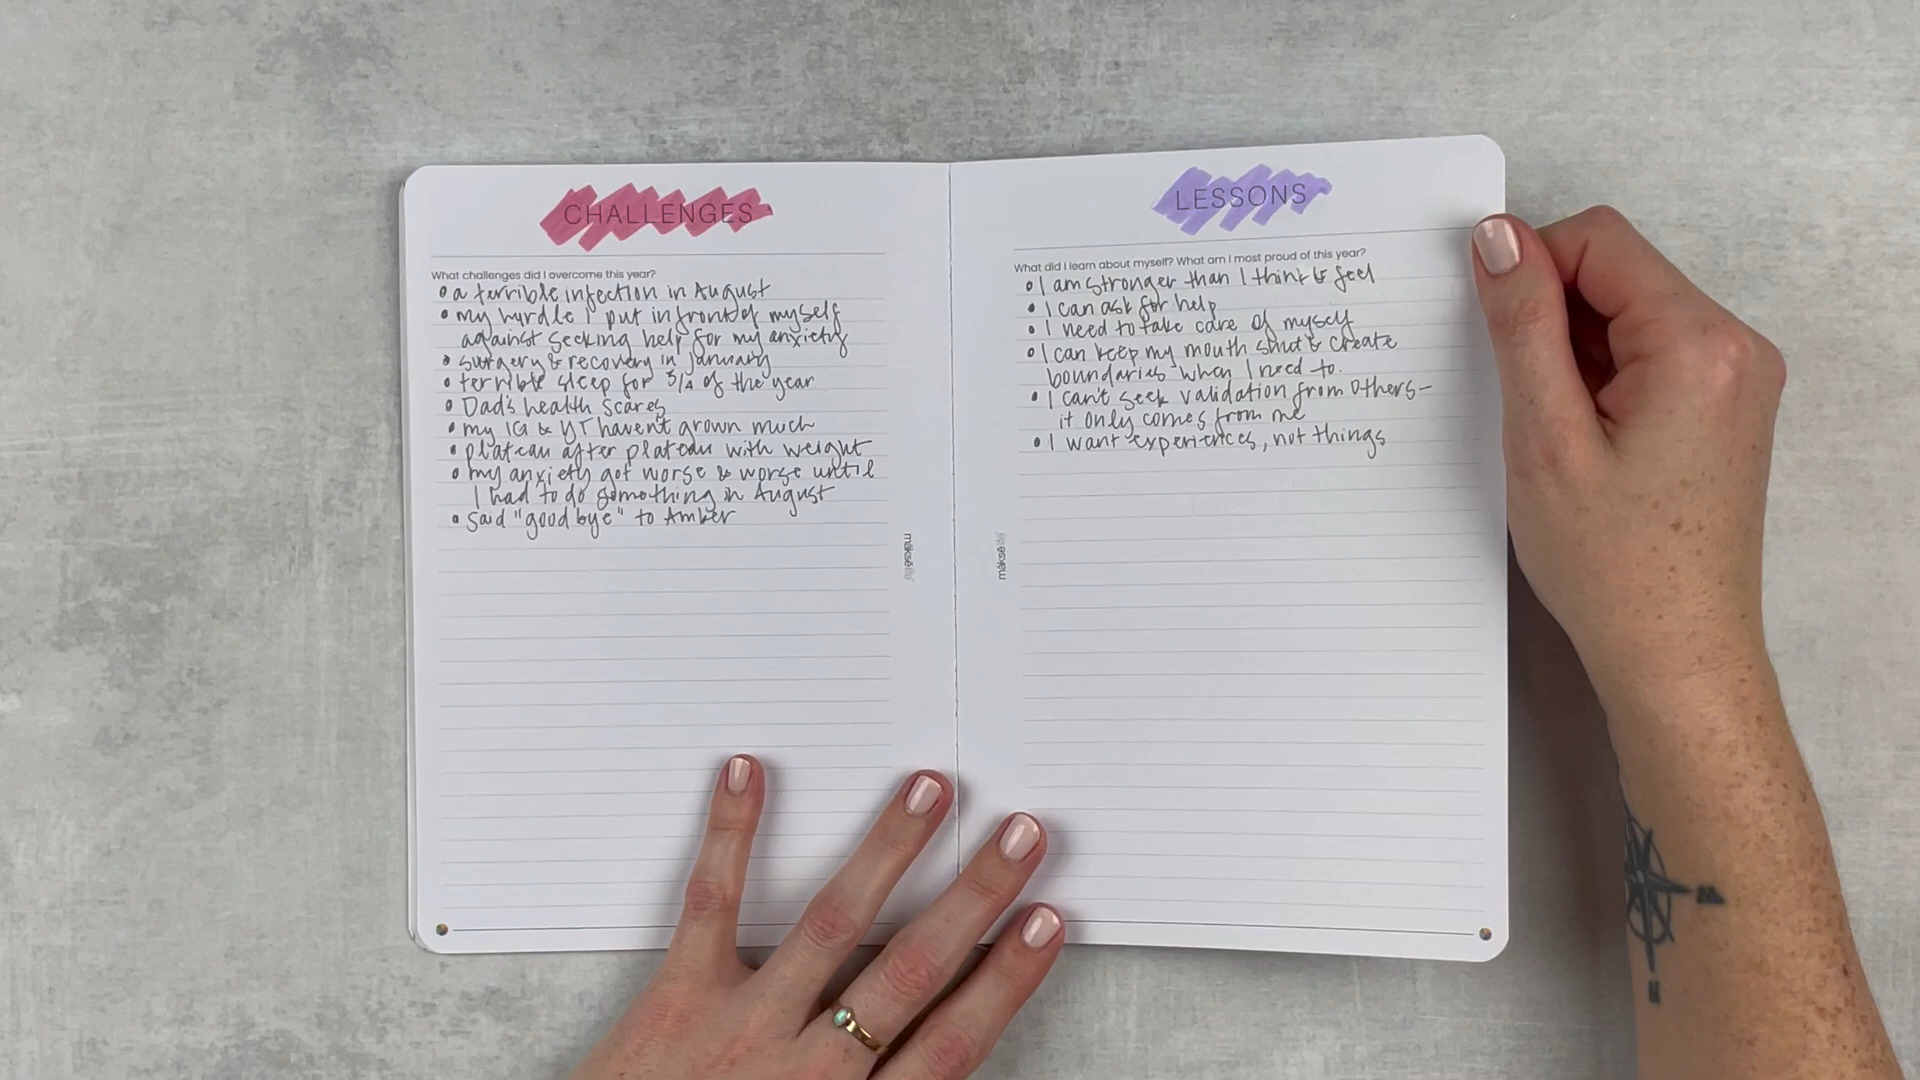 CHALLENGES
What challenges did I overcome this year?
• a terrible infection in August
• my hurdle I put in front of myself
against seeking help for my anxiety
• surgery & recovery in January
• terrible sleep for 3/4 of the year
• Dad's health scares
• my IG & YT haven't grown much
• plateau after plateau with weight
• my anxiety got worse & worse until
I had to do something in August
• said "good bye" to Amber
mäksēlife
LESSONS
What did I learn about myself? What am I most proud of this year?
• I am stronger than I think & feel
• I can ask for help
• I need to take care of myself
• I can keep my mouth shut & create
boundaries when I need to.
• I can't seek validation from others—
it only comes from me
• I want experiences, not things
mäksēlife
N